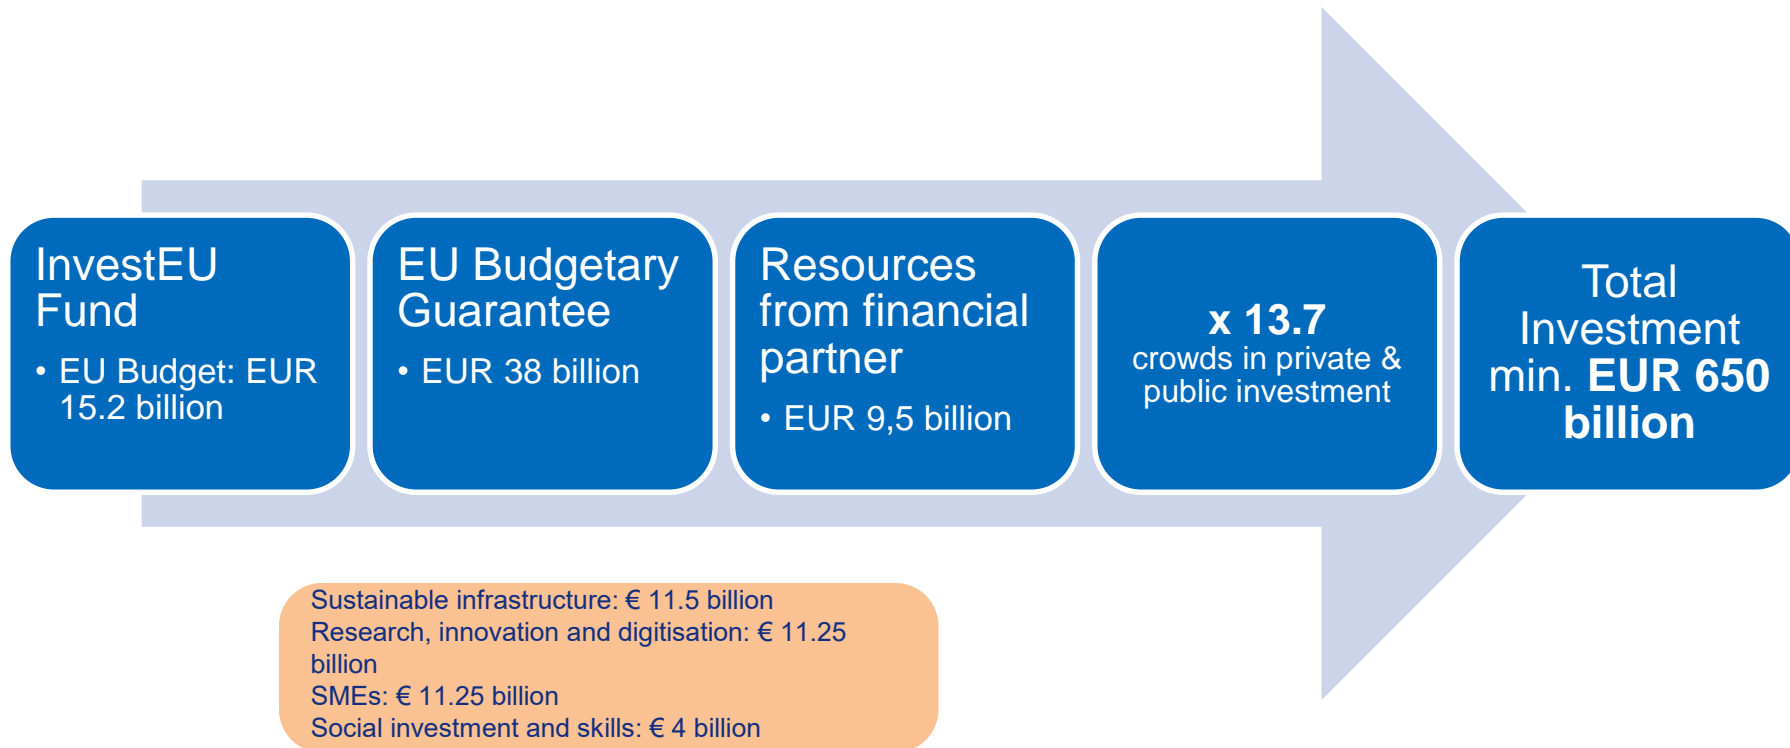 InvestEU
Fund
• EU Budget: EUR
15.2 billion
EU Budgetary
Guarantee
• EUR 38 billion
Resources
from financial
partner
• EUR 9,5 billion
x 13.7
crowds in private &
public investment
Total
Investment
min. EUR 650
billion
Sustainable infrastructure: € 11.5 billion
Research, innovation and digitisation: € 11.25
billion
SMEs: € 11.25 billion
Social investment and skills: € 4 billion